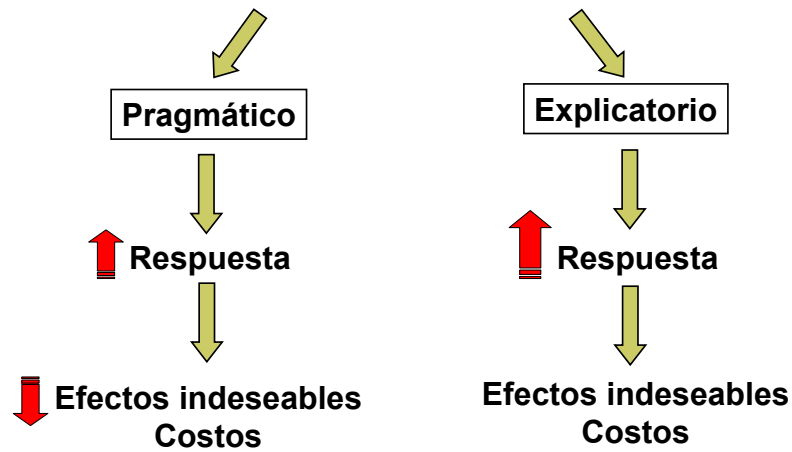 Pragmático
Respuesta
Efectos indeseables
Costos
Explicatorio
Respuesta
Efectos indeseables
Costos